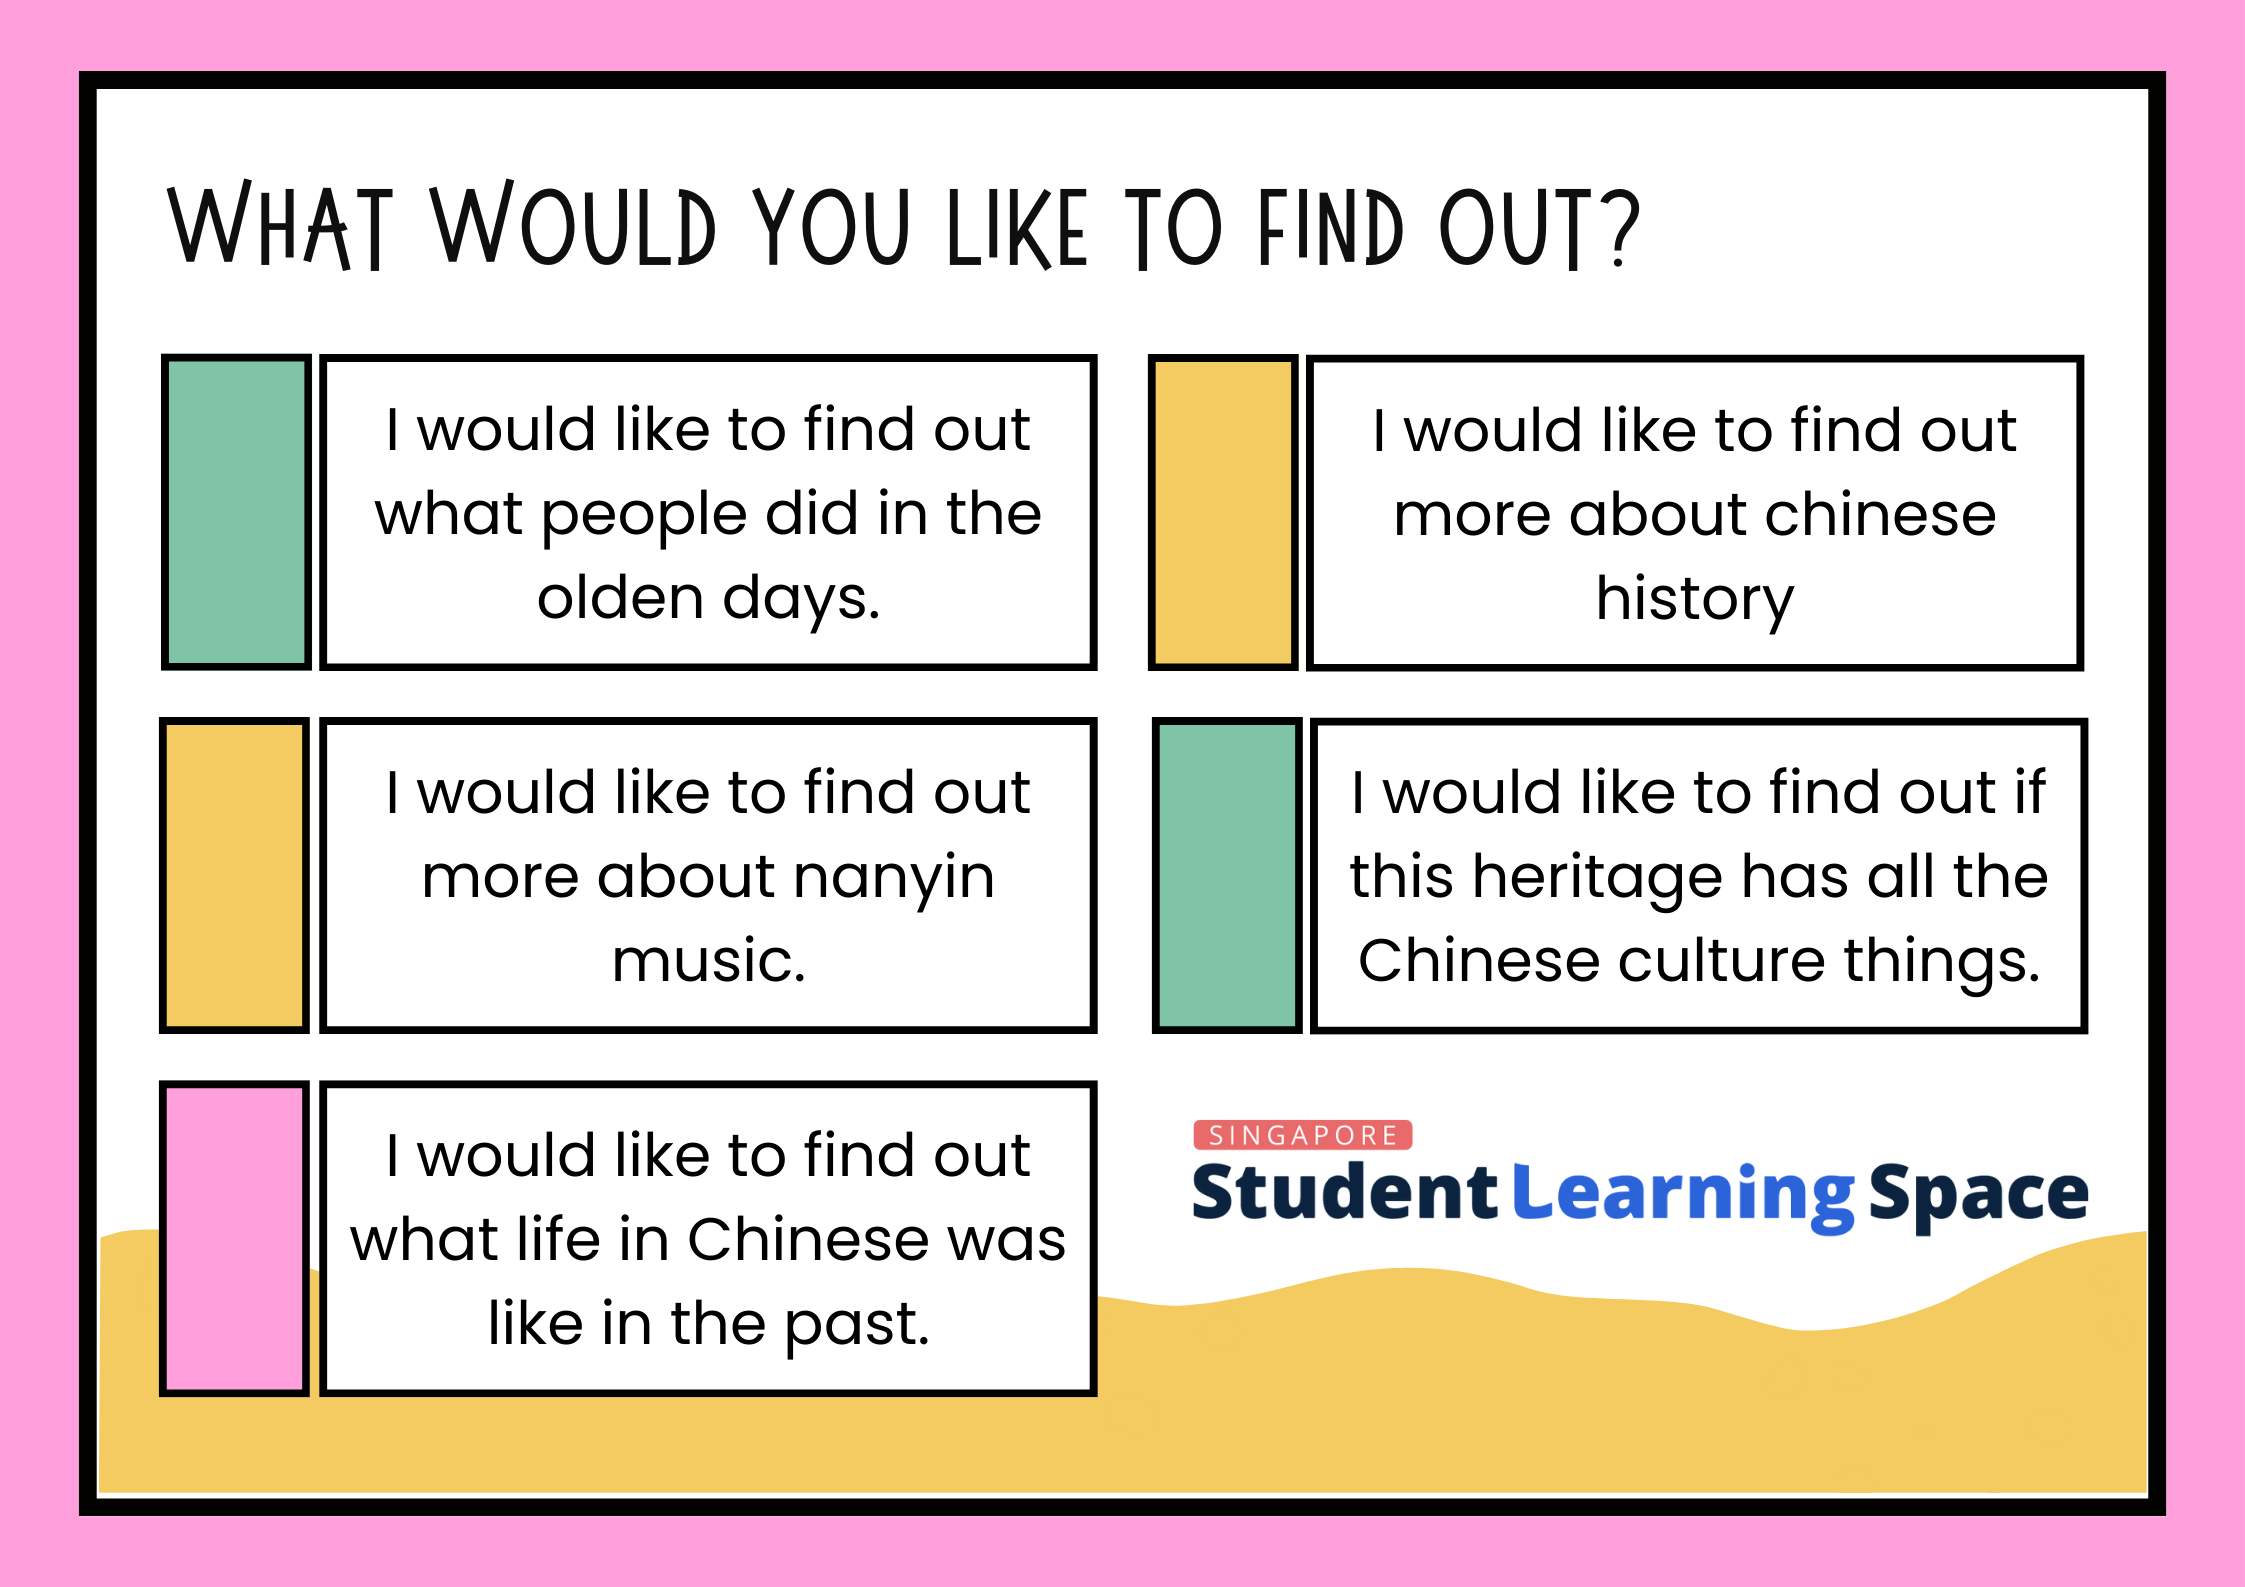 What Would you like to find out?
I would like to find out
what people did in the
olden days.
I would like to find out
more about chinese
history
I would like to find out
more about nanyin
music.
I would like to find out if
this heritage has all the
Chinese culture things.
I would like to find out
what life in Chinese was
like in the past.
SINGAPORE
Student Learning Space